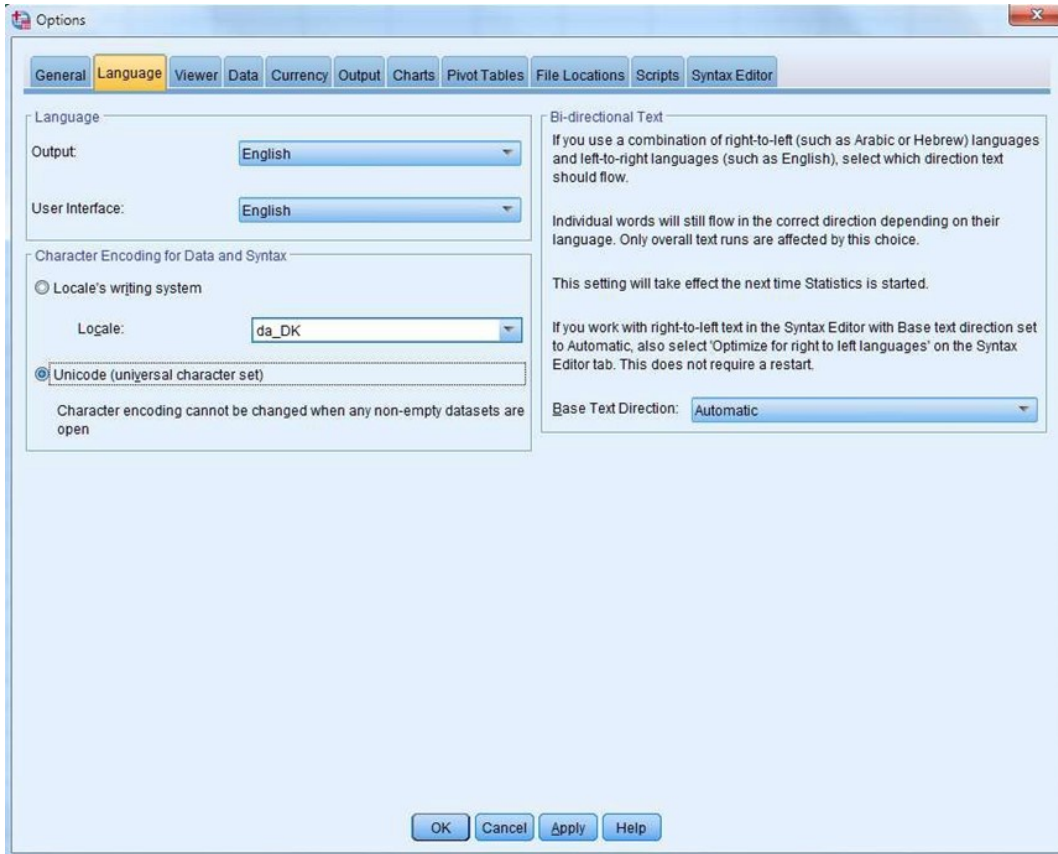 Options
General Language Viewer Data Currency Output Charts Pivot Tables File Locations Scripts Syntax Editor
Language
Output: English
User Interface: English
Character Encoding for Data and Syntax
Locale's writing system
Locale: da_DK
Unicode (universal character set)
Character encoding cannot be changed when any non-empty datasets are
open
Bi-directional Text
If you use a combination of right-to-left (such as Arabic or Hebrew) languages
and left-to-right languages (such as English), select which direction text
should flow.
Individual words will still flow in the correct direction depending on their
language. Only overall text runs are affected by this choice.
This setting will take effect the next time Statistics is started.
If you work with right-to-left text in the Syntax Editor with Base text direction set
to Automatic, also select 'Optimize for right to left languages' on the Syntax
Editor tab. This does not require a restart.
Base Text Direction: Automatic
OK Cancel Apply Help